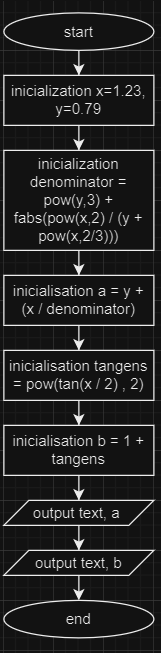 start
inicialization x=1.23,
y=0.79
inicialization
denominator =
pow(y,3) +
fabs(pow(x,2) / (y +
pow(x,2/3)))
inicialisation a = y +
(x / denominator)
inicialisation tangens
= pow(tan(x / 2) , 2)
inicialisation b = 1 +
tangens
output text, a
output text, b
end